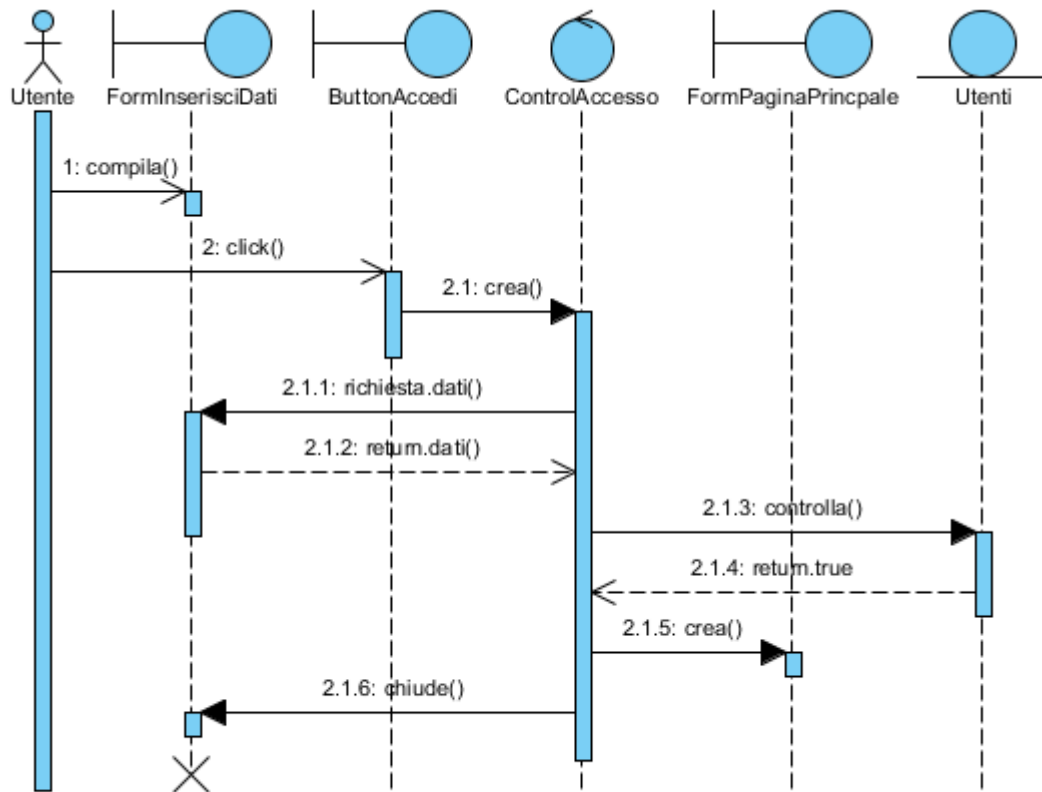 Utente
FormInserisciDati
ButtonAccedi
ControlAccesso
FormPaginaPrincpale
Utenti
1: compila()
2: click()
2.1: crea()
2.1.1: richiesta.dati()
2.1.2: return.dati()
2.1.3: controlla()
2.1.4: return.true
2.1.5: crea()
2.1.6: chiude()